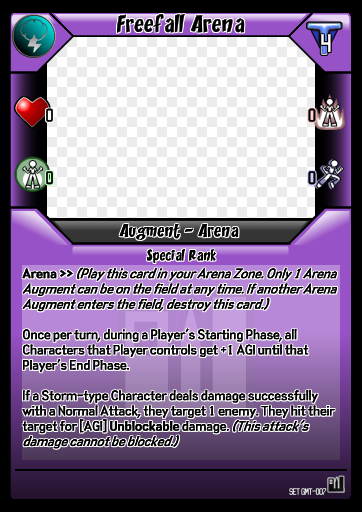 Freefall Arena
4
0
0
0
0
Augment - Arena
Special Rank
Arena >> (Play this card in your Arena Zone. Only 1 Arena
Augment can be on the field at any time. If another Arena
Augment enters the field, destroy this card.)
Once per turn, during a Player's Starting Phase, all
Characters that Player controls get +1 AGI until that
Player's End Phase.
If a Storm-type Character deals damage successfully
with a Normal Attack, they target 1 enemy. They hit their
target for [AGI] Unblockable damage. (This attack's
damage cannot be blocked.)
SET GMT-007